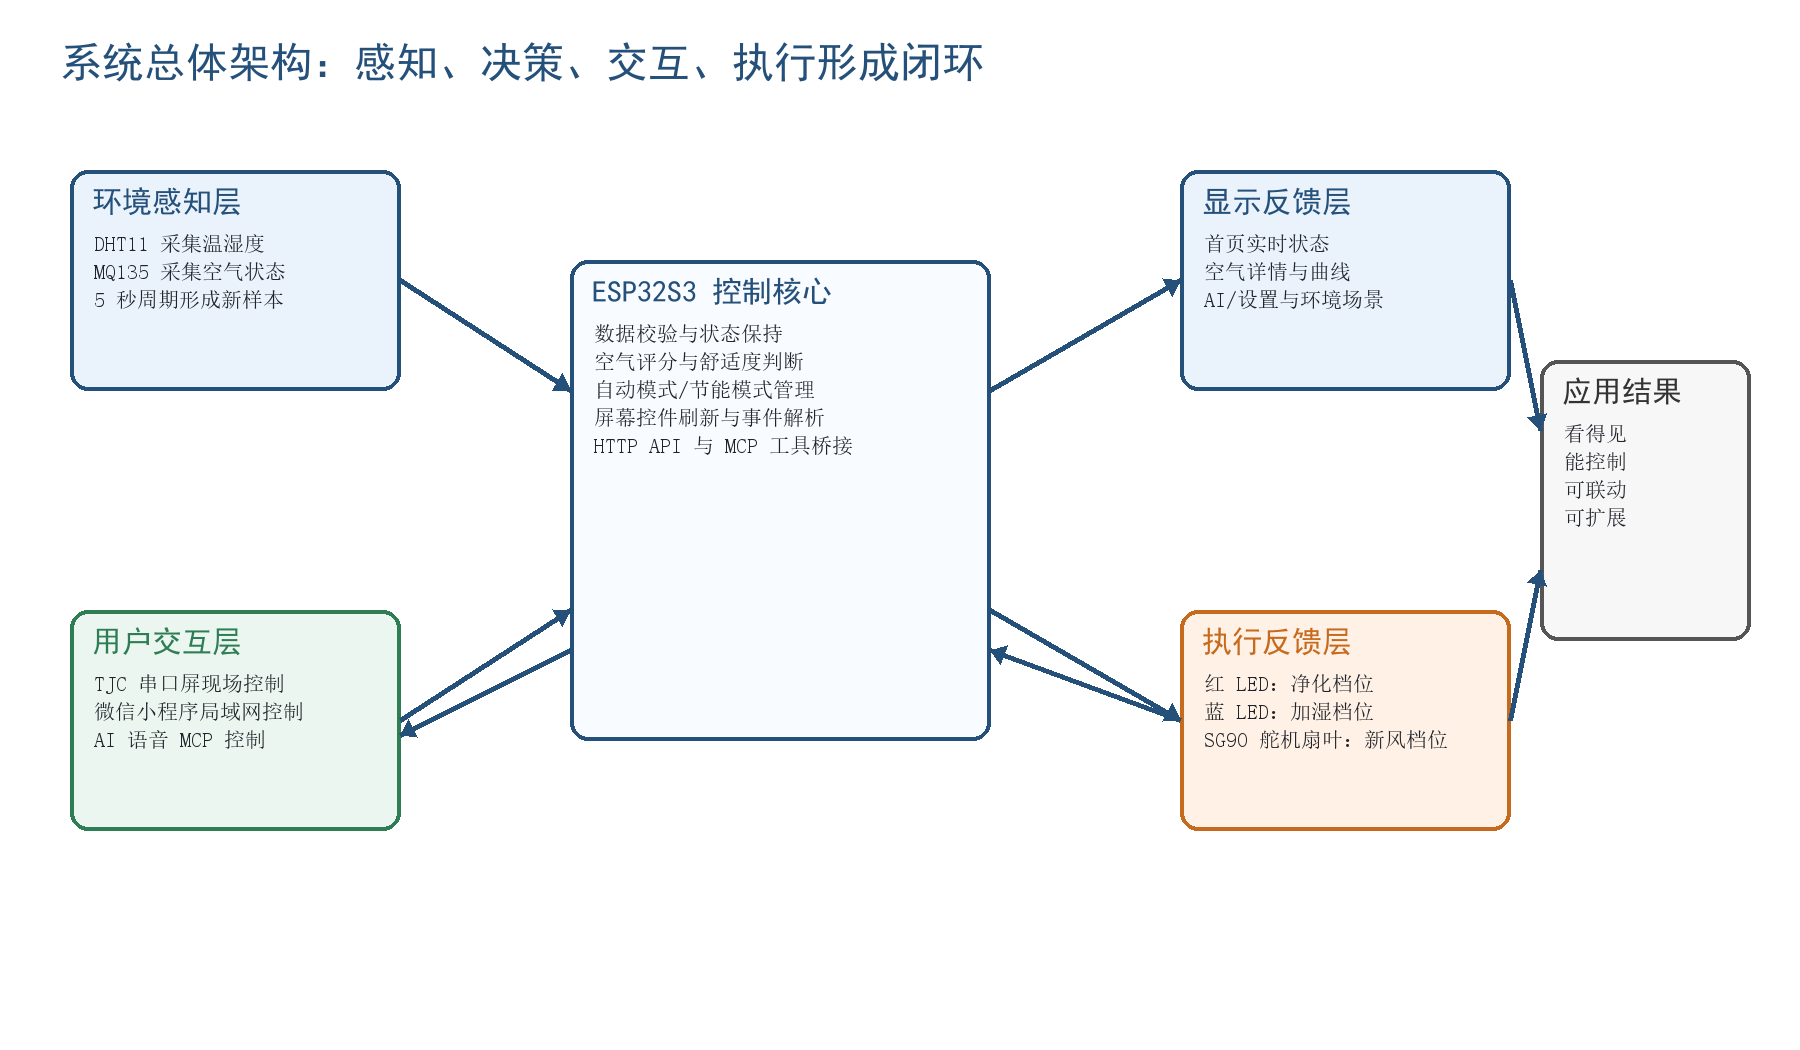 系统总体架构：感知、决策、交互、执行形成闭环
环境感知层
DHT11 采集温湿度
MQ135 采集空气状态
5 秒周期形成新样本
ESP32S3 控制核心
数据校验与状态保持
空气评分与舒适度判断
自动模式/节能模式管理
屏幕控件刷新与事件解析
HTTP API 与 MCP 工具桥接
显示反馈层
首页实时状态
空气详情与曲线
AI/设置与环境场景
应用结果
看得见
能控制
可联动
可扩展
用户交互层
TJC 串口屏现场控制
微信小程序局域网控制
AI 语音 MCP 控制
执行反馈层
红 LED：净化档位
蓝 LED：加湿档位
SG90 舵机扇叶：新风档位